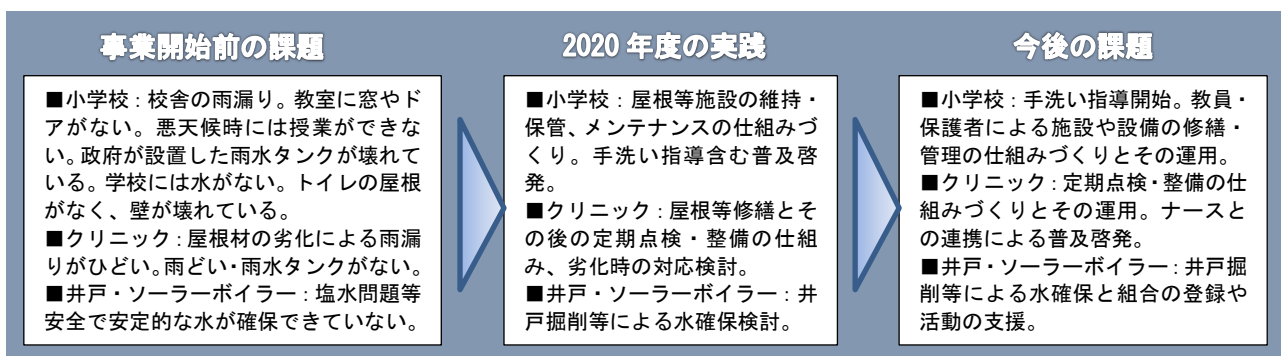 事業開始前の課題
■小学校：校舎の雨漏り。教室に窓やド
アがない。悪天候時には授業ができな
い。政府が設置した雨水タンクが壊れて
いる。学校には水がない。トイレの屋根
がなく、壁が壊れている。
■クリニック：屋根材の劣化による雨漏
りがひどい。雨どい・雨水タンクがない。
■井戸・ソーラーボイラー：塩水問題等
安全で安定的な水が確保できていない。
2020 年度の実践
■小学校：屋根等施設の維持・
保管、メンテナンスの仕組みづ
くり。手洗い指導含む普及啓
発。
■クリニック：屋根等修繕とそ
の後の定期点検・整備の仕組
み、劣化時の対応検討。
■井戸・ソーラーボイラー：井
戸掘削等による水確保検討。
今後の課題
■小学校：手洗い指導開始。教員・
保護者による施設や設備の修繕・
管理の仕組みづくりとその運用。
■クリニック：定期点検・整備の仕
組みづくりとその運用。ナースと
の連携による普及啓発。
■井戸・ソーラーボイラー：井戸掘
削等による水確保と組合の登録や
活動の支援。